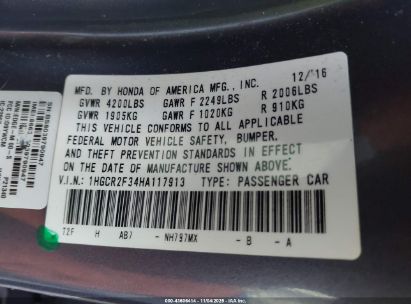 MFD. BY HONDA OF AMERICA MFG., INC. 12/'16
GVWR 4200LBS GAWR F 2249LBS R 2006LBS
GVWR 1905KG GAWR F 1020KG R 910KG
THIS VEHICLE CONFORMS TO ALL APPLICABLE
FEDERAL MOTOR VEHICLE SAFETY, BUMPER,
AND THEFT PREVENTION STANDARDS IN EFFECT
ON THE DATE OF MANUFACTURE SHOWN ABOVE.
V.I.N.: 1HGCR2F34HA117913 TYPE: PASSENGER CAR
T2F H AB7 - NH797MX - B - A